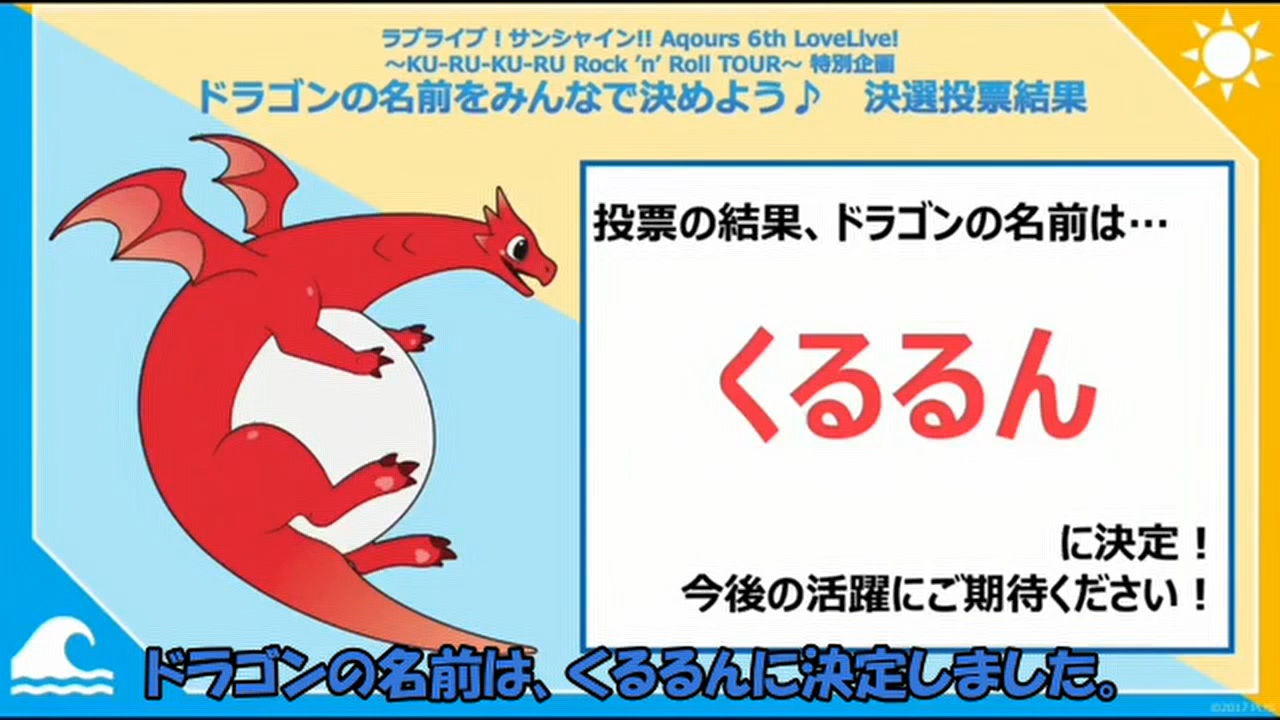 ラブライブ！サンシャイン!! Aqours 6th LoveLive!
～KU-RU-KU-RU Rock 'n' Roll TOUR～ 特別企画
ドラゴンの名前をみんなで決めよう♪　決選投票結果
投票の結果、ドラゴンの名前は…
くるるん
に決定！
今後の活躍にご期待ください！
ドラゴンの名前は、くるるんに決定しました。